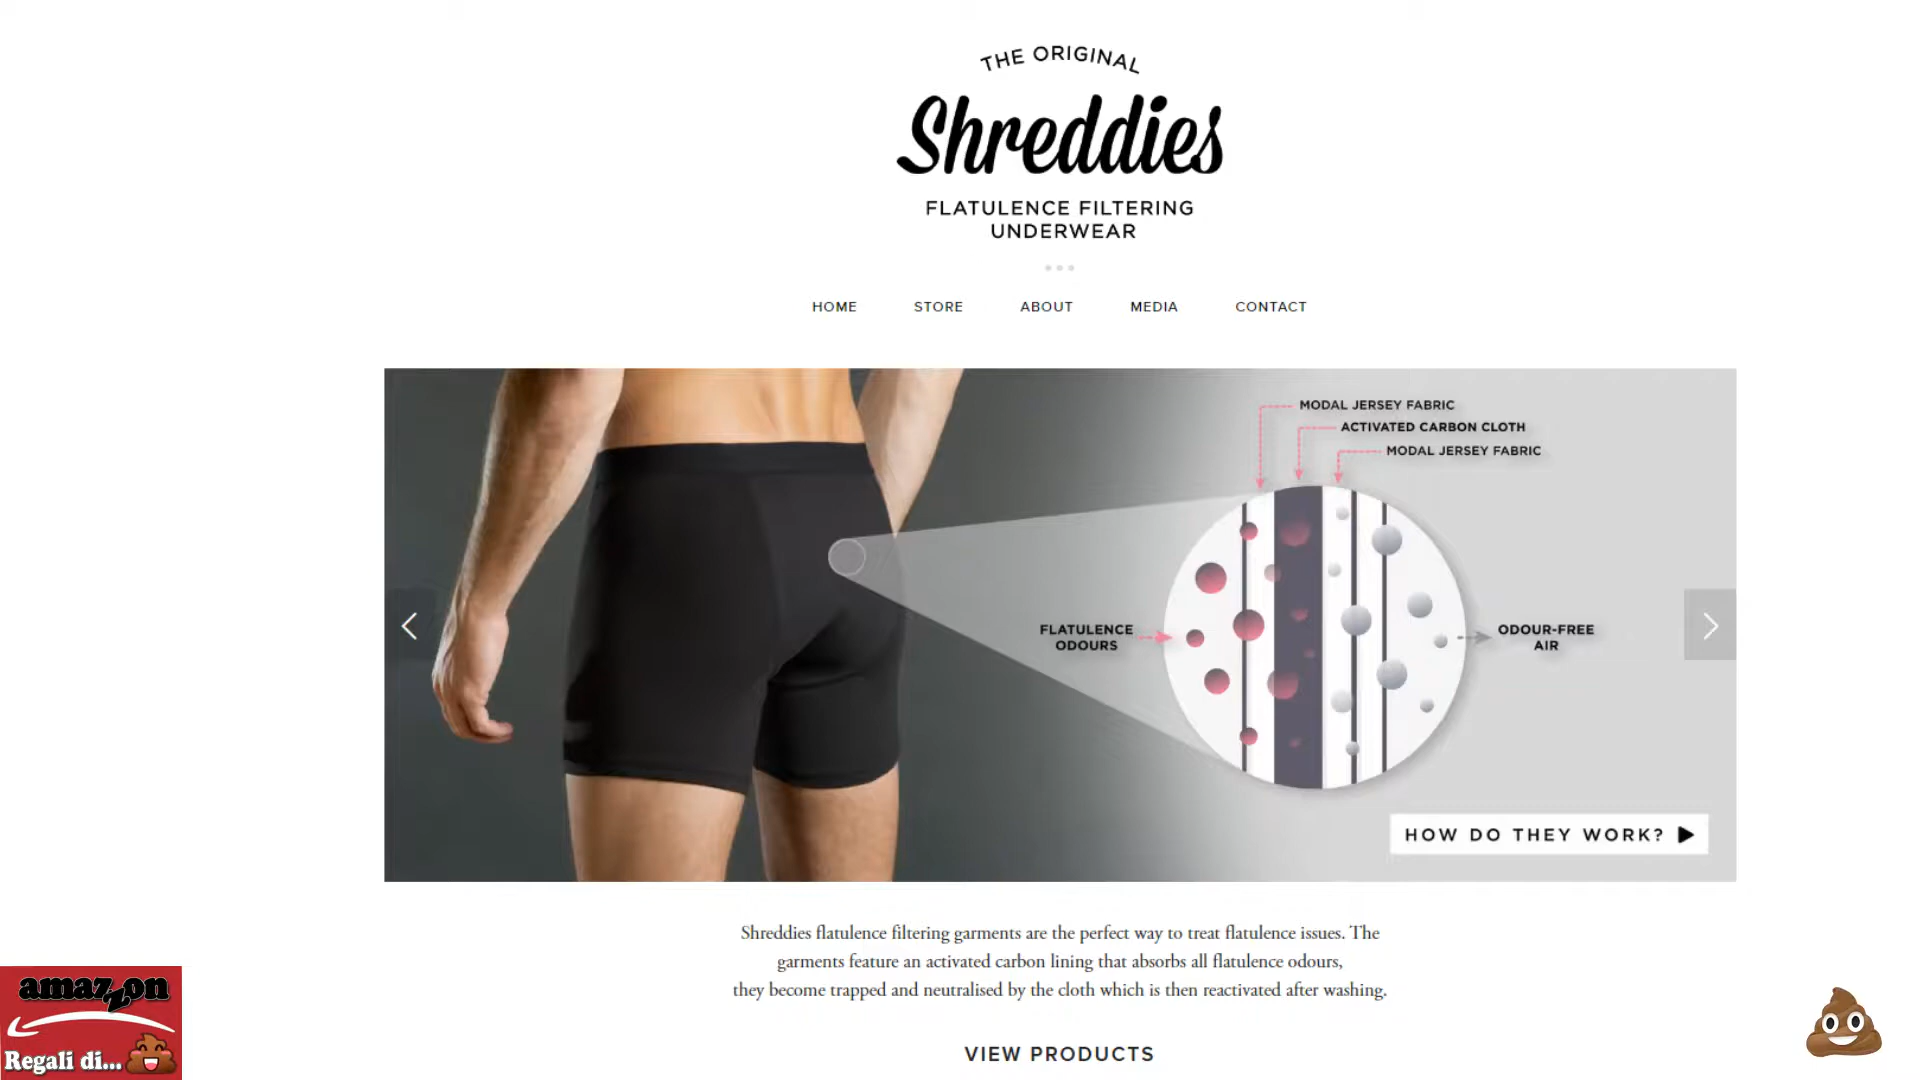 THE ORIGINAL
Shreddies
FLATULENCE FILTERING
UNDERWEAR
HOME STORE ABOUT MEDIA CONTACT
MODAL JERSEY FABRIC
ACTIVATED CARBON CLOTH
MODAL JERSEY FABRIC
FLATULENCE
ODOURS
ODOUR-FREE
AIR
HOW DO THEY WORK?
Shreddies flatulence filtering garments are the perfect way to treat flatulence issues. The
garments feature an activated carbon lining that absorbs all flatulence odours,
they become trapped and neutralised by the cloth which is then reactivated after washing.
VIEW PRODUCTS
amazzon
Regali di...